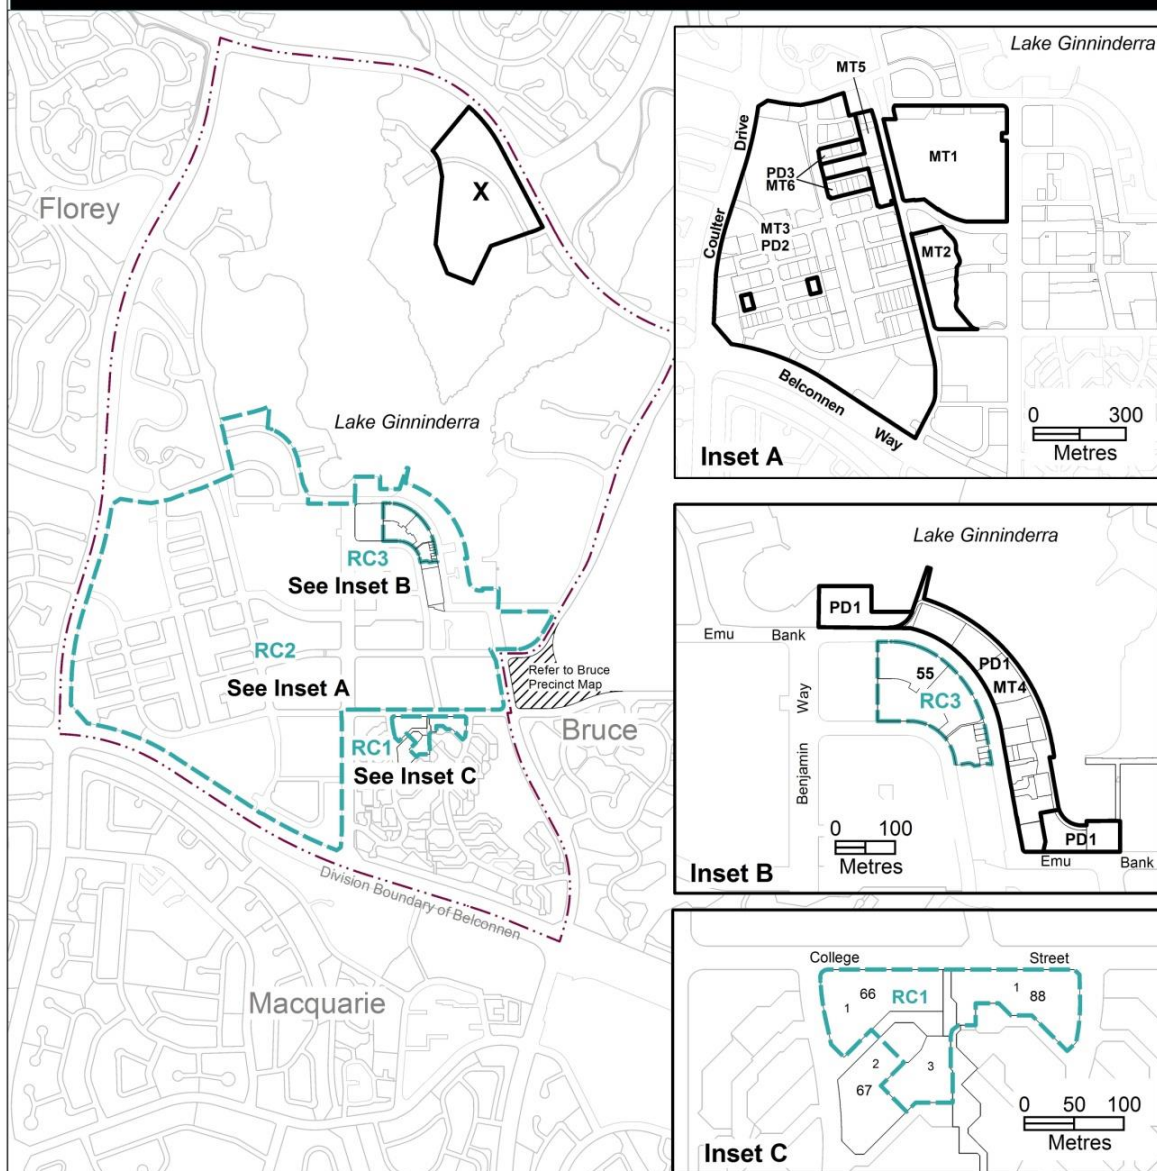 Florey
X
Lake Ginninderra
RC3
See Inset B
RC2
See Inset A
Refer to Bruce
Precinct Map
RC1
See Inset C
Bruce
Division Boundary of Belconnen
Macquarie
Lake Ginninderra
MT5
Drive
MT1
PD3
MT6
Coulter
MT3
PD2
MT2
Belconnen
Way
0 300
Metres
Inset A
Lake Ginninderra
PD1
Emu Bank
PD1
MT4
55
RC3
Way
Benjamin
0 100
Metres
PD1
Emu Bank
Inset B
College Street
66 RC1
1
1
88
2
3
67
0 50 100
Metres
Inset C